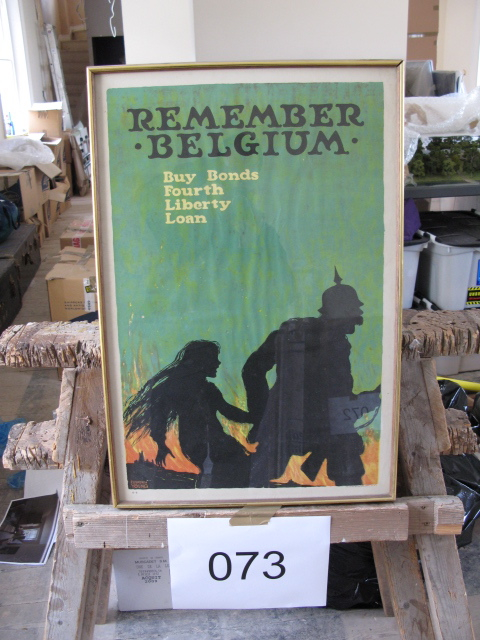 REMEMBER
·BELGIUM·
Buy Bonds
Fourth
Liberty
Loan
073